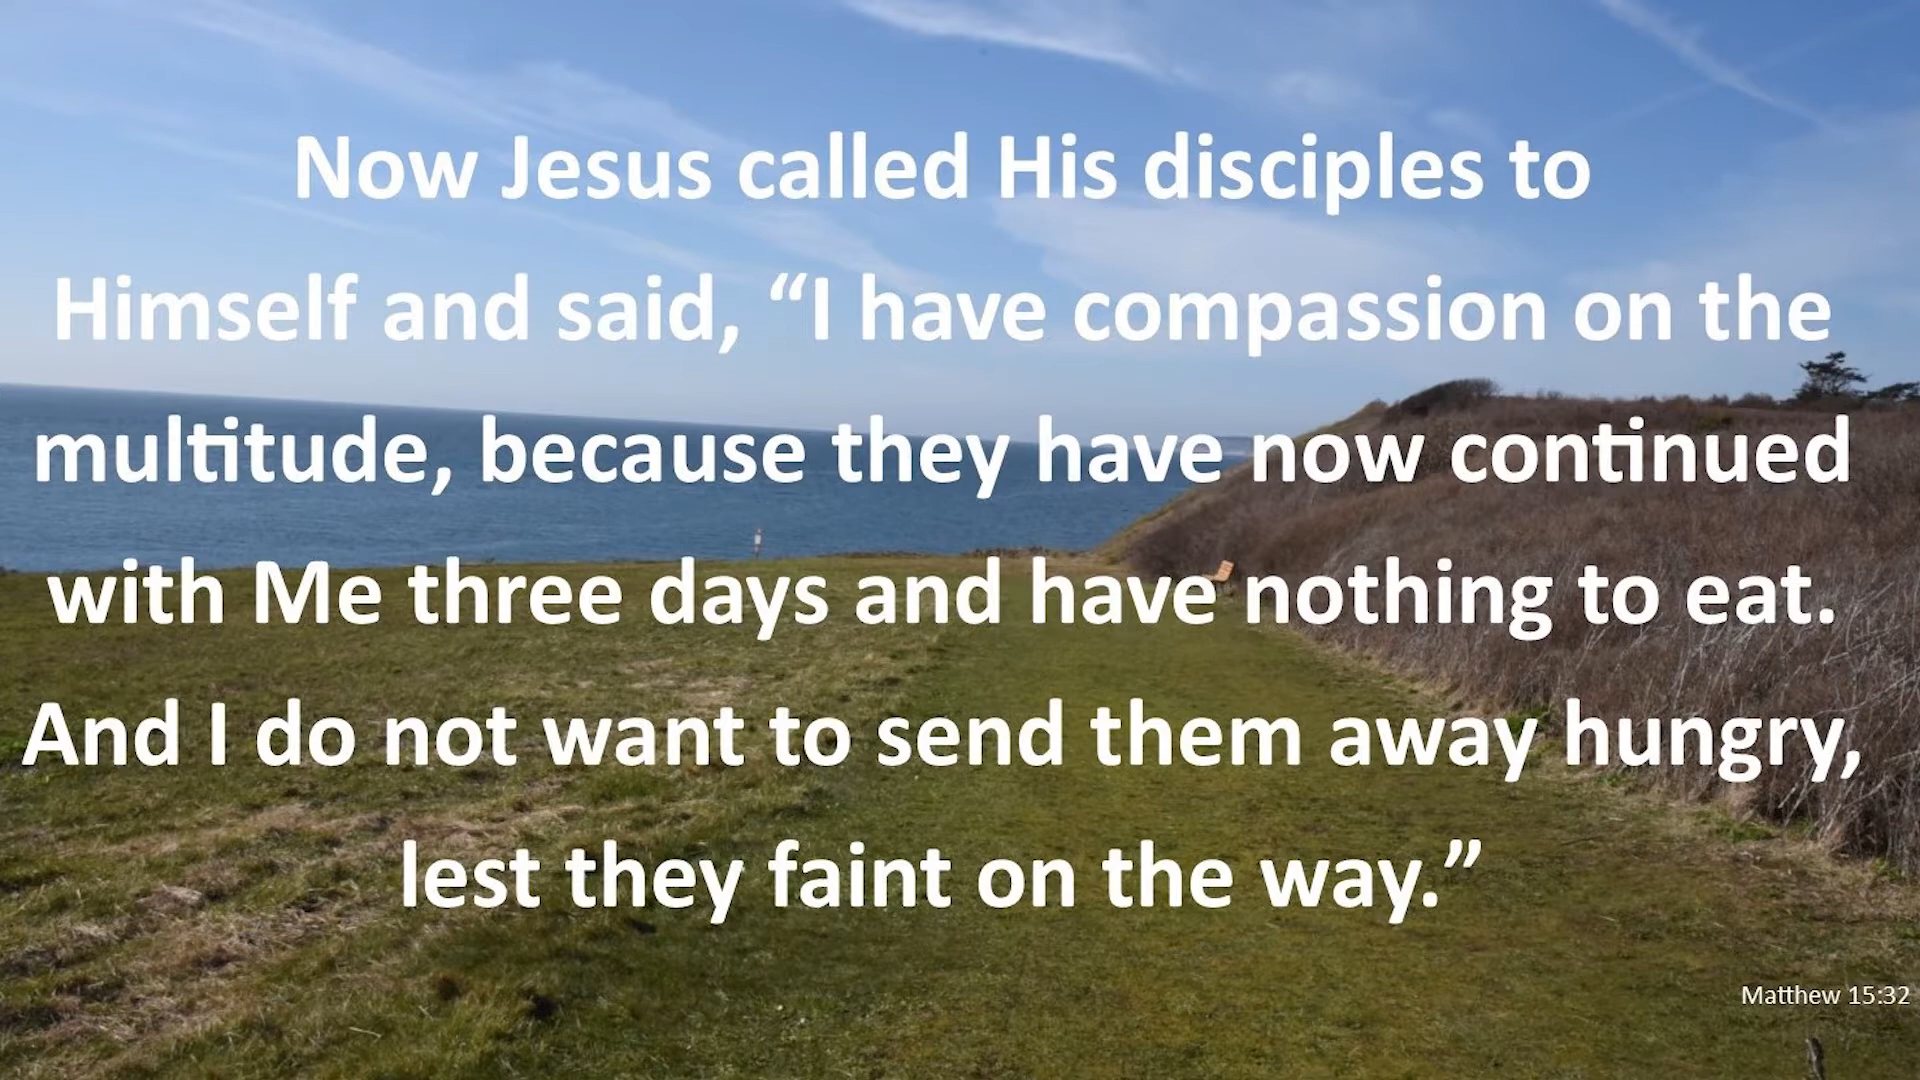 Now Jesus called His disciples to
Himself and said, “I have compassion on the
multitude, because they have now continued
with Me three days and have nothing to eat.
And I do not want to send them away hungry,
lest they faint on the way.”
Matthew 15:32